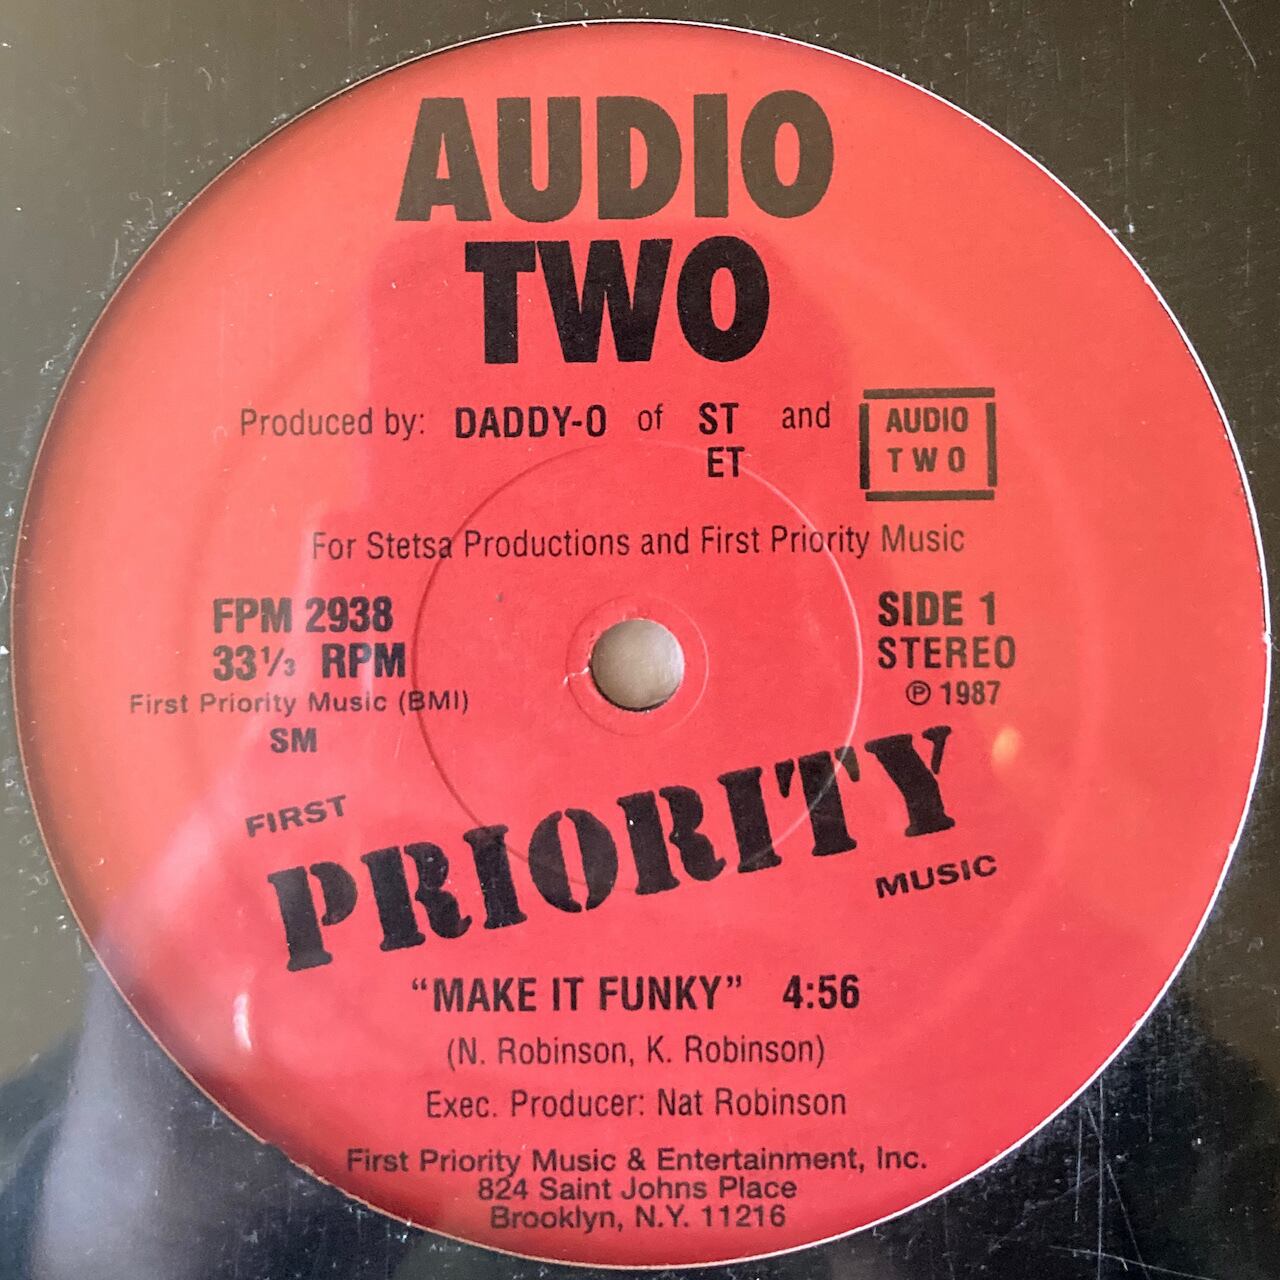 AUDIO
TWO
Produced by: DADDY-O of ST and AUDIO
ET TWO
For Stetsa Productions and First Priority Music
FPM 2938
33⅓ RPM
First Priority Music (BMI)
SM
SIDE 1
STEREO
℗ 1987
FIRST
PRIORITY
MUSIC
“MAKE IT FUNKY” 4:56
(N. Robinson, K. Robinson)
Exec. Producer: Nat Robinson
First Priority Music & Entertainment, Inc.
824 Saint Johns Place
Brooklyn, N.Y. 11216